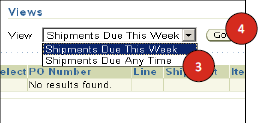 Views
View Shipments Due This Week Go 4
Shipments Due This Week
Shipments Due Any Time 3
elect PO Number Line Ship t Ite
No results found.